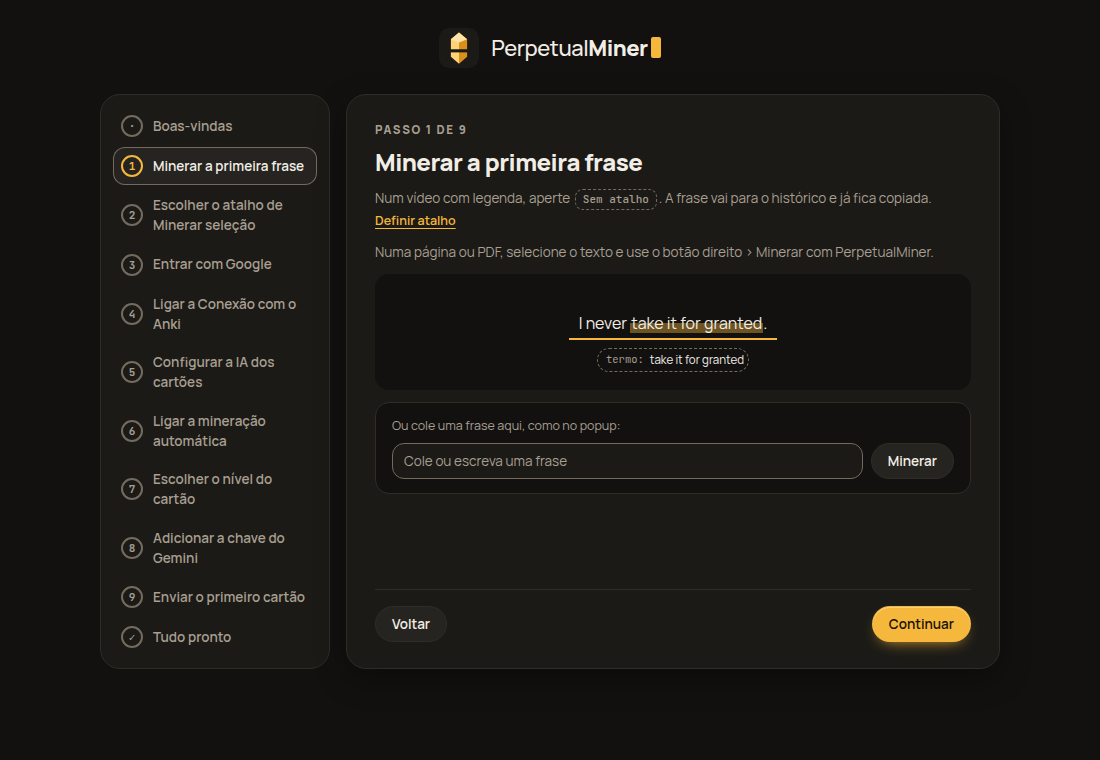 PerpetualMiner
Boas-vindas
1 Minerar a primeira frase
2 Escolher o atalho de
Minerar seleção
3 Entrar com Google
4 Ligar a Conexão com o
Anki
5 Configurar a IA dos
cartões
6 Ligar a mineração
automática
7 Escolher o nível do
cartão
8 Adicionar a chave do
Gemini
9 Enviar o primeiro cartão
✓ Tudo pronto
PASSO 1 DE 9
Minerar a primeira frase
Num vídeo com legenda, aperte Sem atalho. A frase vai para o histórico e já fica copiada.
Definir atalho
Numa página ou PDF, selecione o texto e use o botão direito > Minerar com PerpetualMiner.
I never take it for granted.
termo: take it for granted
Ou cole uma frase aqui, como no popup:
Cole ou escreva uma frase
Minerar
Voltar
Continuar